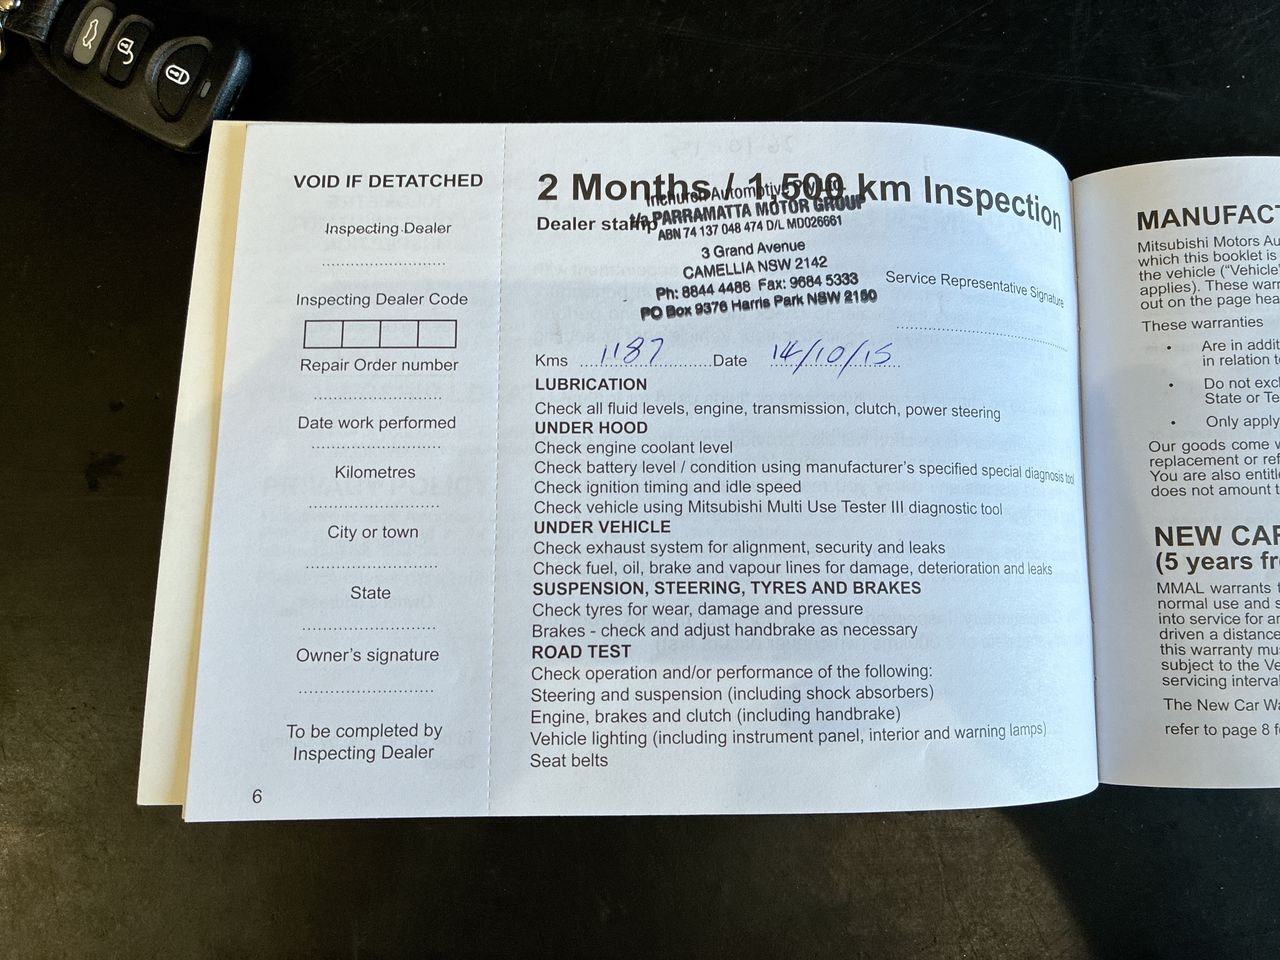 VOID IF DETATCHED
Inspecting Dealer
Inspecting Dealer Code
Repair Order number
Date work performed
Kilometres
City or town
State
Owner's signature
To be completed by
Inspecting Dealer
6
2 Months / 1,500 km Inspection
Dealer stamp
Automotive Pty Ltd
t/a PARRAMATTA MOTOR GROUP
ABN 74 137 048 474 D/L MD026661
3 Grand Avenue
CAMELLIA NSW 2142
Ph: 8844 4488 Fax: 9684 5333
PO Box 9376 Harris Park NSW 2150
Service Representative Signature
Kms 1187 Date 14/10/15
LUBRICATION
Check all fluid levels, engine, transmission, clutch, power steering
UNDER HOOD
Check engine coolant level
Check battery level / condition using manufacturer's specified special diagnosis tool
Check ignition timing and idle speed
Check vehicle using Mitsubishi Multi Use Tester III diagnostic tool
UNDER VEHICLE
Check exhaust system for alignment, security and leaks
Check fuel, oil, brake and vapour lines for damage, deterioration and leaks
SUSPENSION, STEERING, TYRES AND BRAKES
Check tyres for wear, damage and pressure
Brakes - check and adjust handbrake as necessary
ROAD TEST
Check operation and/or performance of the following:
Steering and suspension (including shock absorbers)
Engine, brakes and clutch (including handbrake)
Vehicle lighting (including instrument panel, interior and warning lamps)
Seat belts
MANUFACT
Mitsubishi Motors Au
which this booklet is
the vehicle ("Vehicle
applies). These warr
out on the page hea
These warranties
• Are in addit
in relation to
• Do not excl
State or Te
• Only apply
Our goods come w
replacement or ref
You are also entitle
does not amount t
NEW CAR
(5 years fr
MMAL warrants t
normal use and s
into service for an
driven a distance
this warranty mus
subject to the Ve
servicing interval
The New Car Wa
refer to page 8 f